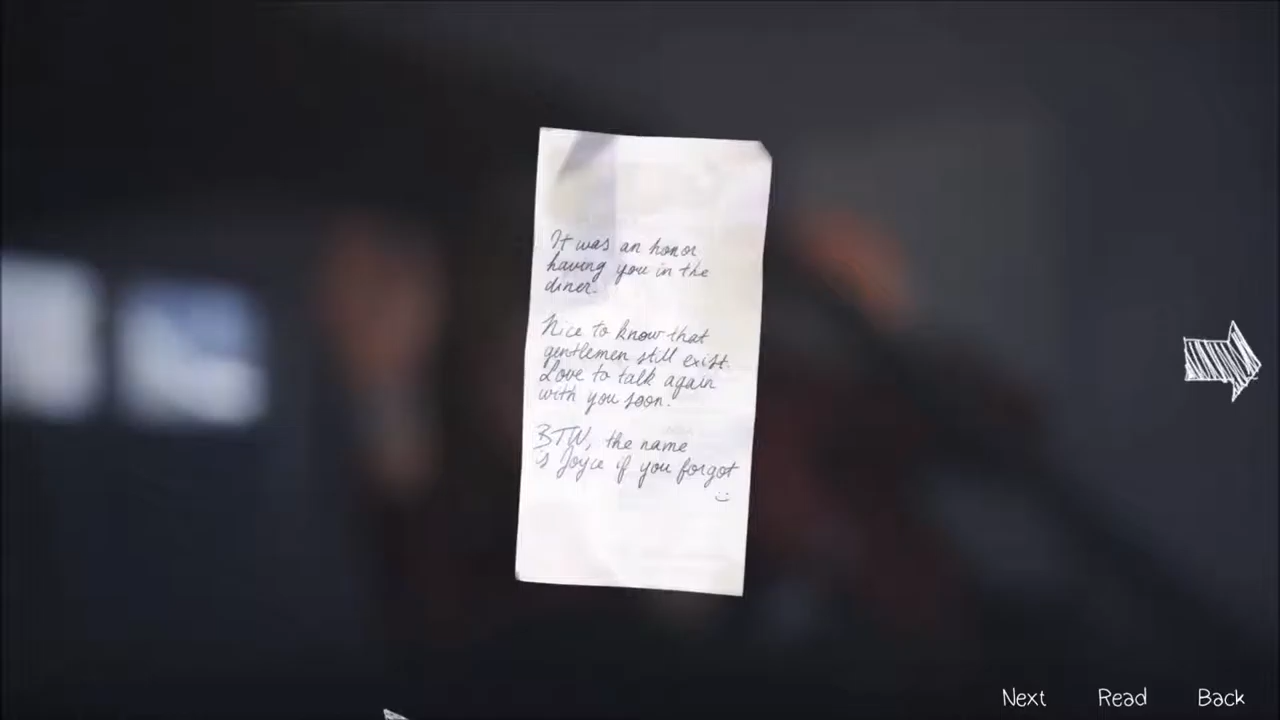 It was an honor
having you in the
diner.
Nice to know that
gentlemen still exist.
Love to talk again
with you soon.
BTW, the name
is Joyce if you forgot
:)
Next Read Back